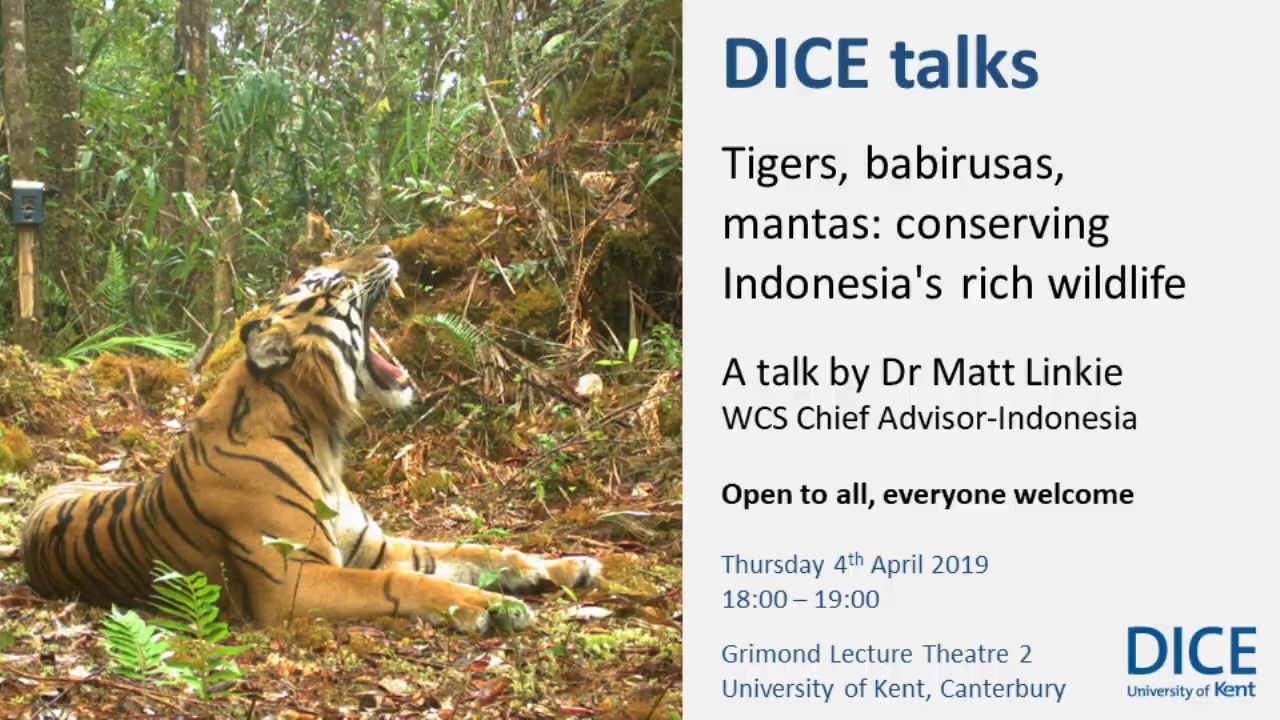 DICE talks
Tigers, babirusas,
mantas: conserving
Indonesia's rich wildlife
A talk by Dr Matt Linkie
WCS Chief Advisor-Indonesia
Open to all, everyone welcome
Thursday 4th April 2019
18:00 – 19:00
Grimond Lecture Theatre 2
University of Kent, Canterbury
DICE
University of Kent